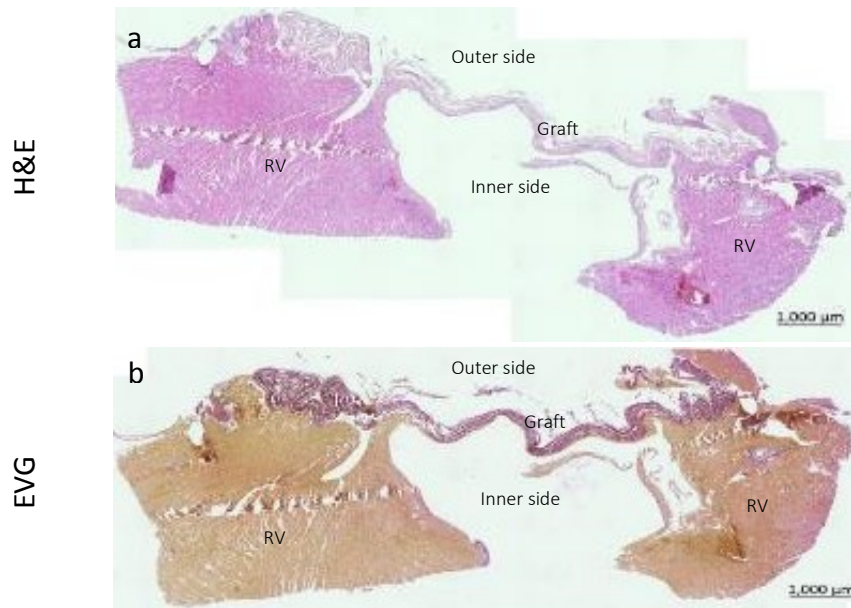 H&E
a
Outer side
Graft
RV
Inner side
RV
1,000 µm
EVG
b
Outer side
Graft
Inner side
RV
RV
1,000 µm